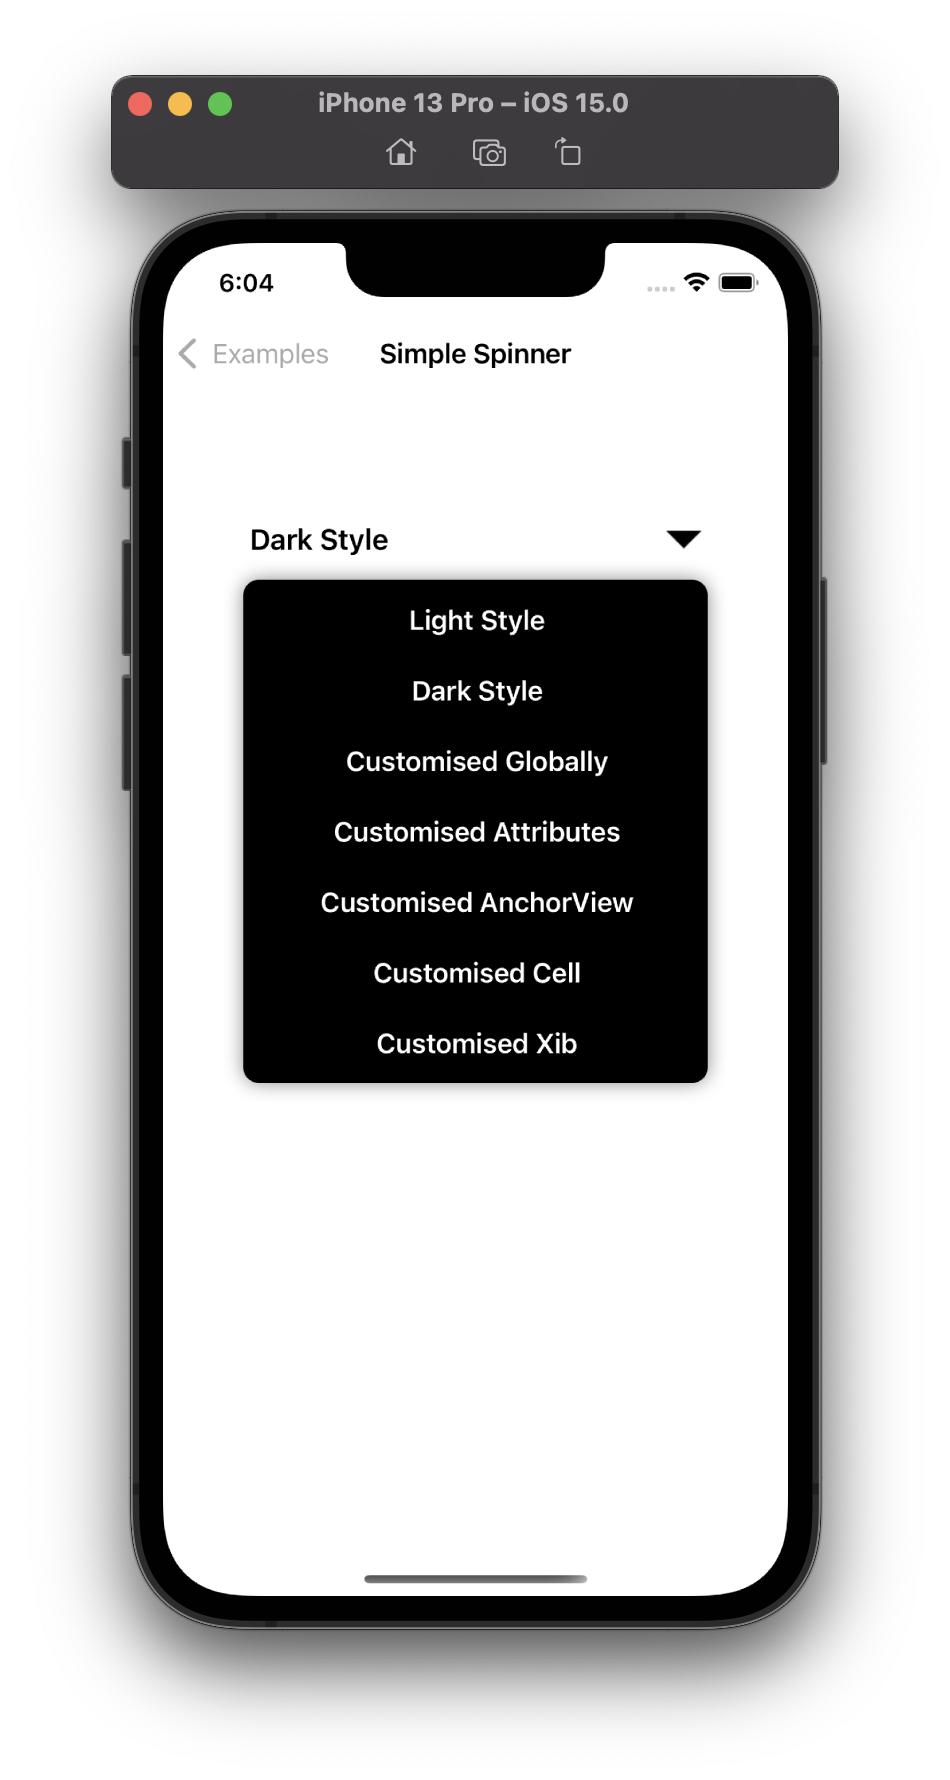 iPhone 13 Pro – iOS 15.0
6:04
Examples
Simple Spinner
Dark Style
Light Style
Dark Style
Customised Globally
Customised Attributes
Customised AnchorView
Customised Cell
Customised Xib